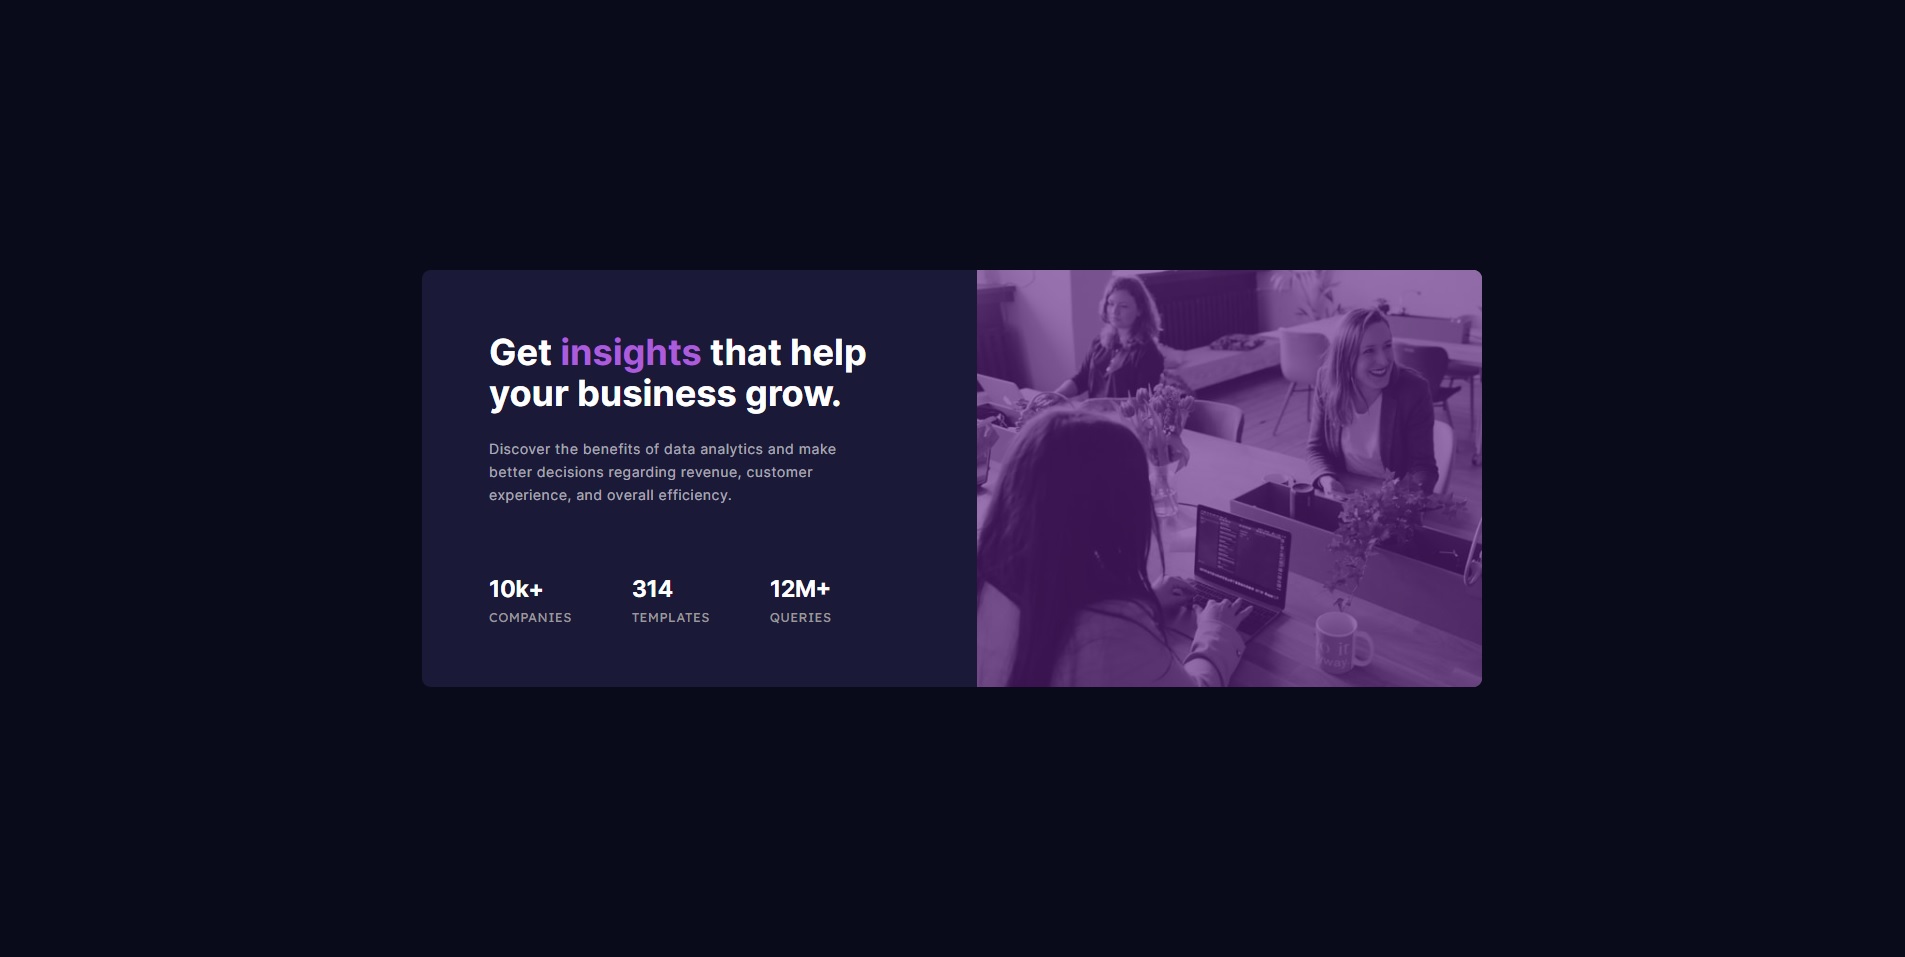 Get insights that help
your business grow.
Discover the benefits of data analytics and make
better decisions regarding revenue, customer
experience, and overall efficiency.
10k+ 314 12M+
COMPANIES TEMPLATES QUERIES